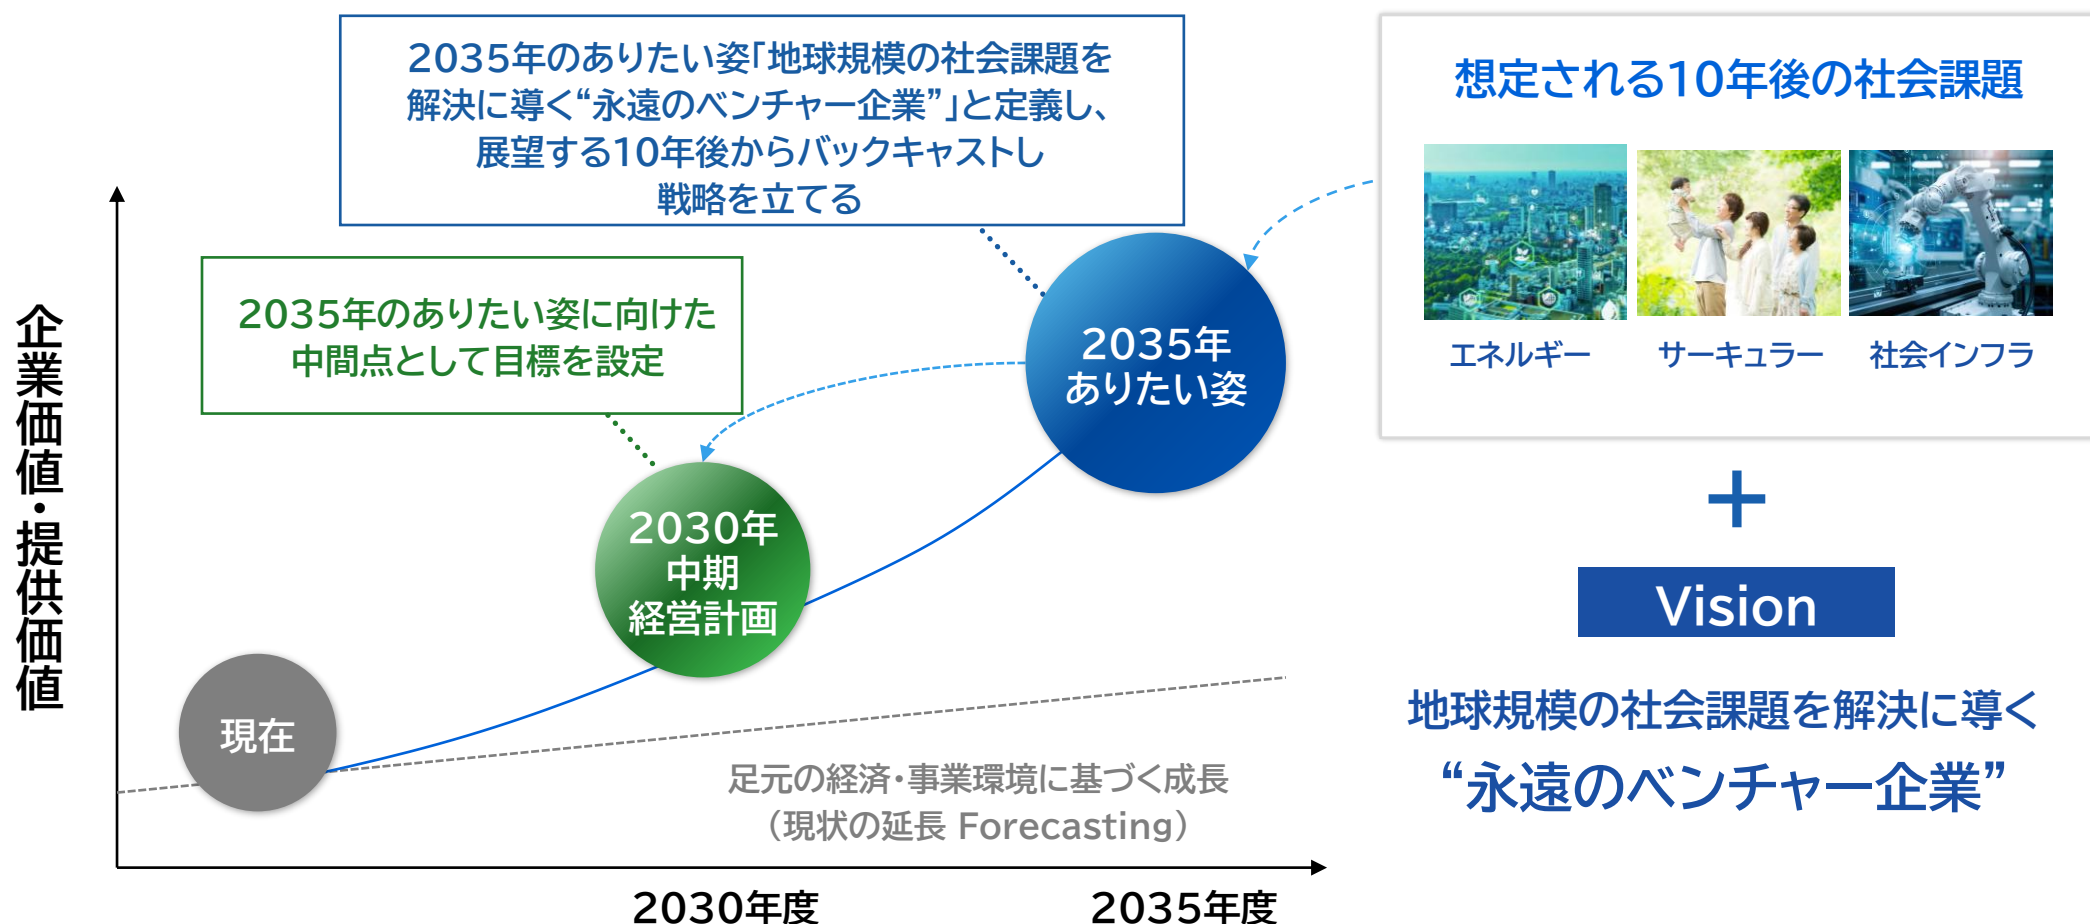 2035年のありたい姿「地球規模の社会課題を
解決に導く“永遠のベンチャー企業”」と定義し、
展望する10年後からバックキャストし
戦略を立てる
2035年のありたい姿に向けた
中間点として目標を設定
企業価値・提供価値
2035年
ありたい姿
2030年
中期
経営計画
現在
足元の経済・事業環境に基づく成長
（現状の延長 Forecasting）
2030年度
2035年度
想定される10年後の社会課題
エネルギー
サーキュラー
社会インフラ
+
Vision
地球規模の社会課題を解決に導く
“永遠のベンチャー企業”